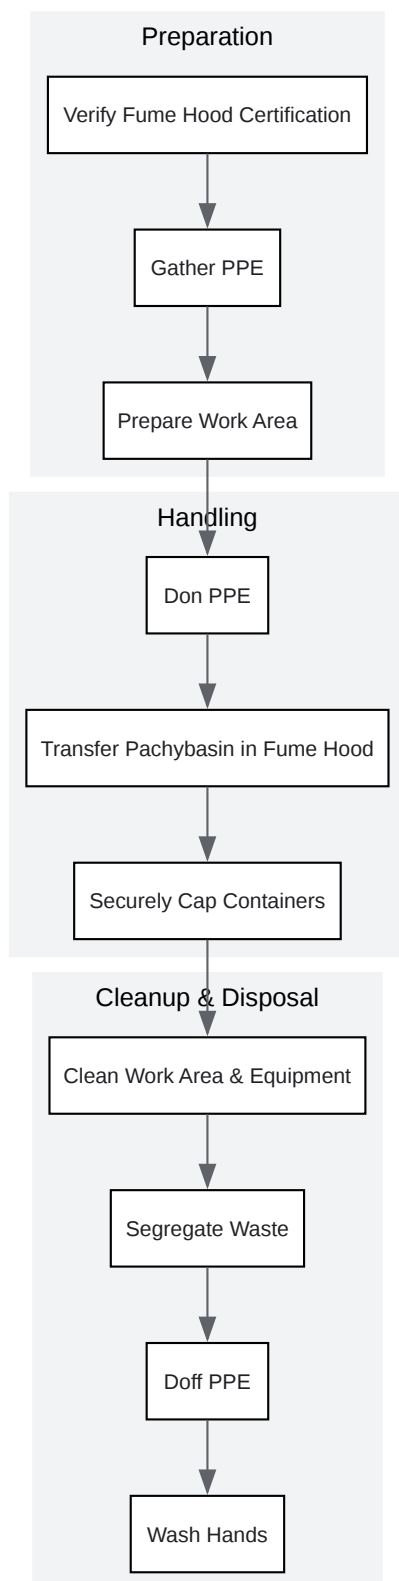 Preparation
Verify Fume Hood Certification
Gather PPE
Prepare Work Area
Handling
Don PPE
Transfer Pachybasin in Fume Hood
Securely Cap Containers
Cleanup & Disposal
Clean Work Area & Equipment
Segregate Waste
Doff PPE
Wash Hands